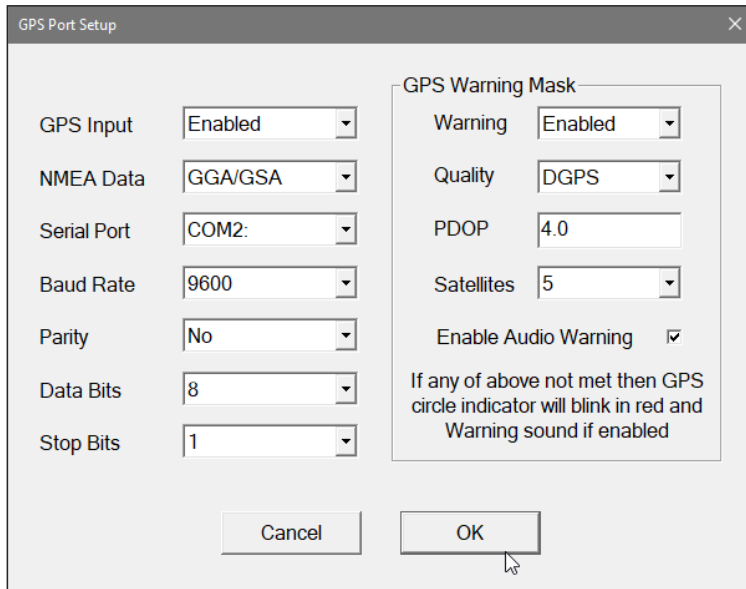 GPS Port Setup
GPS Input Enabled
NMEA Data GGA/GSA
Serial Port COM2:
Baud Rate 9600
Parity No
Data Bits 8
Stop Bits 1
GPS Warning Mask
Warning Enabled
Quality DGPS
PDOP 4.0
Satellites 5
Enable Audio Warning
If any of above not met then GPS
circle indicator will blink in red and
Warning sound if enabled
Cancel OK